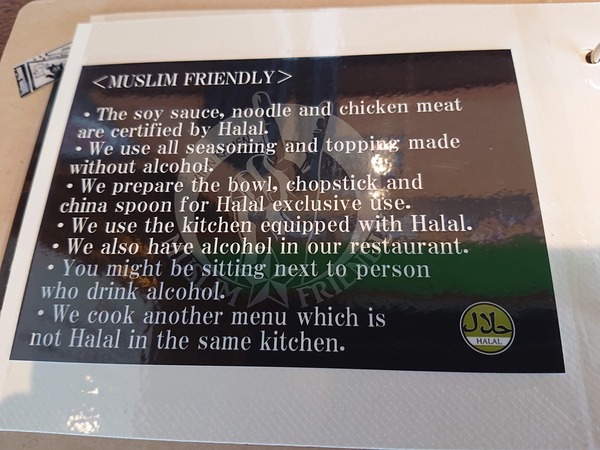 <MUSLIM FRIENDLY>
・The soy sauce, noodle and chicken meat
are certified by Halal.
・We use all seasoning and topping made
without alcohol.
・We prepare the bowl, chopstick and
china spoon for Halal exclusive use.
・We use the kitchen equipped with Halal.
・We also have alcohol in our restaurant.
・You might be sitting next to person
who drink alcohol.
・We cook another menu which is
not Halal in the same kitchen.
حلال
HALAL